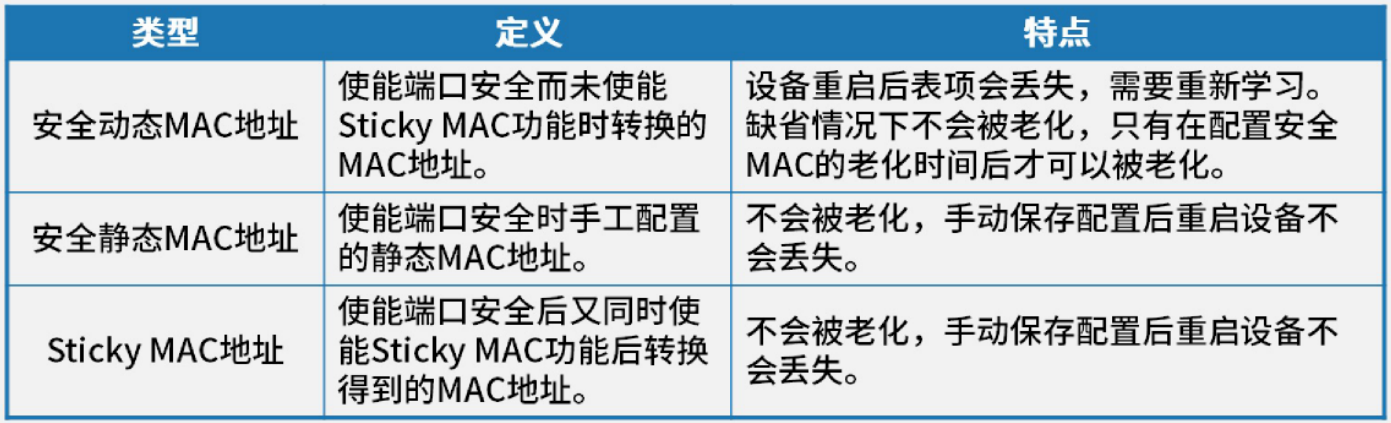 类型
定义
特点
安全动态MAC地址
使能端口安全而未使能
Sticky MAC功能时转换的
MAC地址。
设备重启后表项会丢失，需要重新学习。
缺省情况下不会被老化，只有在配置安全
MAC的老化时间后才可以被老化。
安全静态MAC地址
使能端口安全时手工配置
的静态MAC地址。
不会被老化，手动保存配置后重启设备不
会丢失。
Sticky MAC地址
使能端口安全后又同时使
能Sticky MAC功能后转换
得到的MAC地址。
不会被老化，手动保存配置后重启设备不
会丢失。